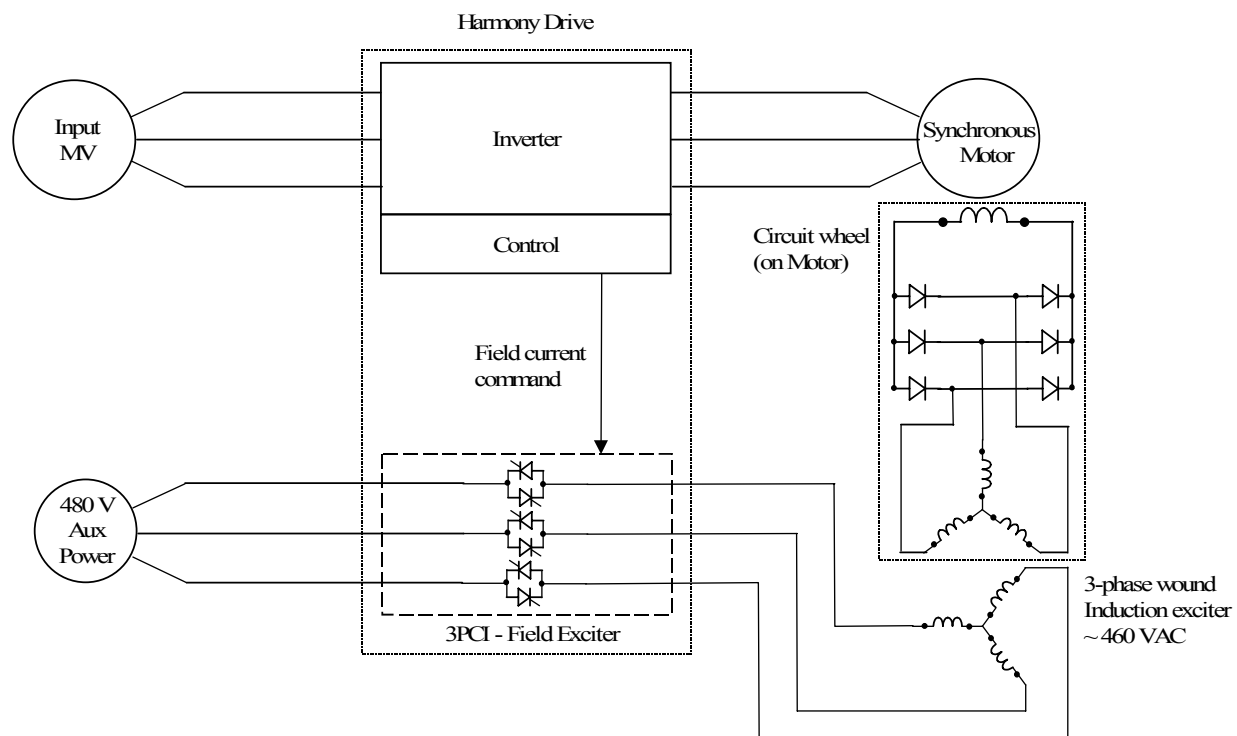 Harmony Drive
Input
MV
Inverter
Synchronous
Motor
Control
Circuit wheel
(on Motor)
Field current
command
480 V
Aux
Power
3PCI - Field Exciter
3-phase wound
Induction exciter
~ 460 VAC